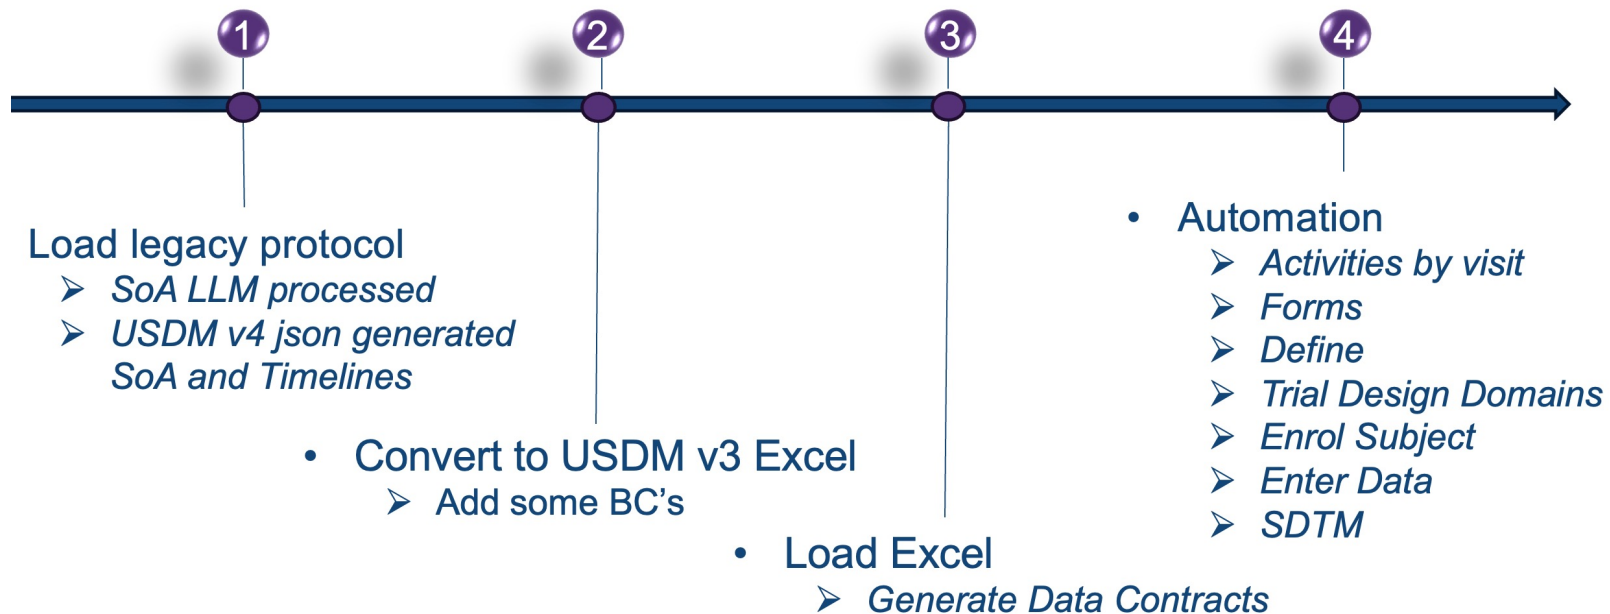 1
2
3
4
Load legacy protocol
SoA LLM processed
USDM v4 json generated
SoA and Timelines
Convert to USDM v3 Excel
Add some BC’s
Load Excel
Generate Data Contracts
Automation
Activities by visit
Forms
Define
Trial Design Domains
Enrol Subject
Enter Data
SDTM